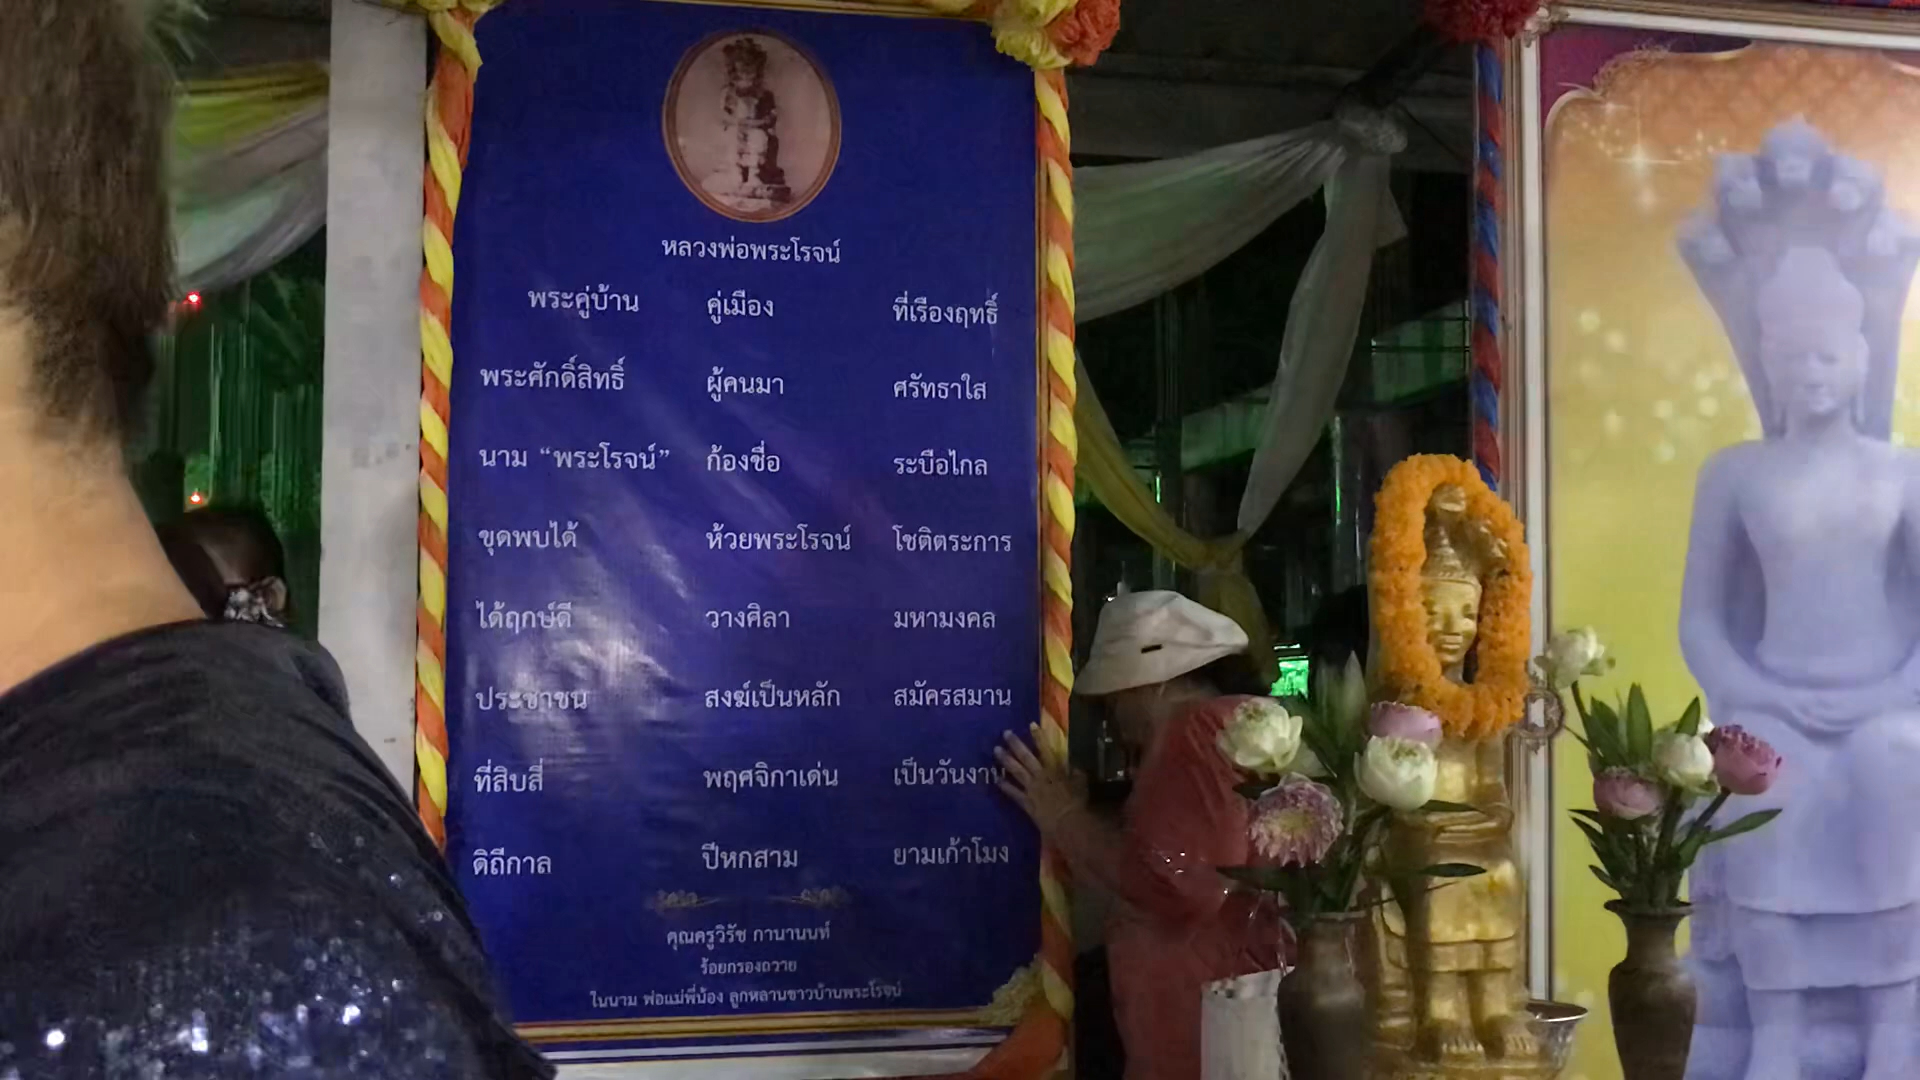 หลวงพ่อพระโรจน์
พระคู่บ้าน คู่เมือง ที่เรืองฤทธิ์
พระศักดิ์สิทธิ์ ผู้คนมา ศรัทธาใส
นาม “พระโรจน์” ก้องชื่อ ระบือไกล
ขุดพบได้ ห้วยพระโรจน์ โชติตระการ
ได้ฤกษ์ดี วางศิลา มหามงคล
ประชาชน สงฆ์เป็นหลัก สมัครสมาน
ที่สิบสี่ พฤศจิกาเด่น เป็นวันงาน
ดิถีกาล ปีหกสาม ยามเก้าโมง
คุณครูวิรัช กานานนท์
ร้อยกรองถวาย
ในนาม พ่อแม่พี่น้อง ลูกหลานชาวบ้านพระโรจน์